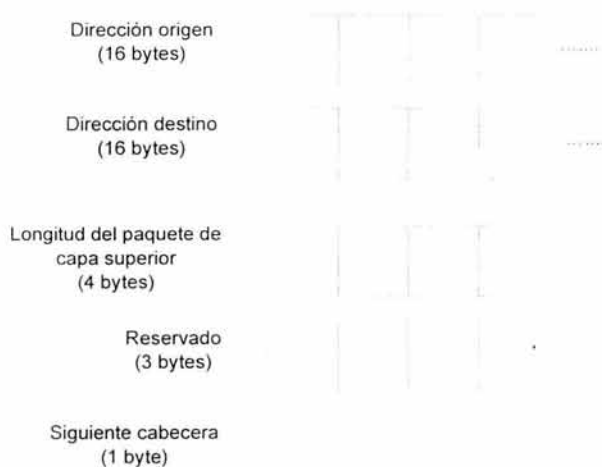 Dirección origen
(16 bytes)
Dirección destino
(16 bytes)
Longitud del paquete de
capa superior
(4 bytes)
Reservado
(3 bytes)
Siguiente cabecera
(1 byte)